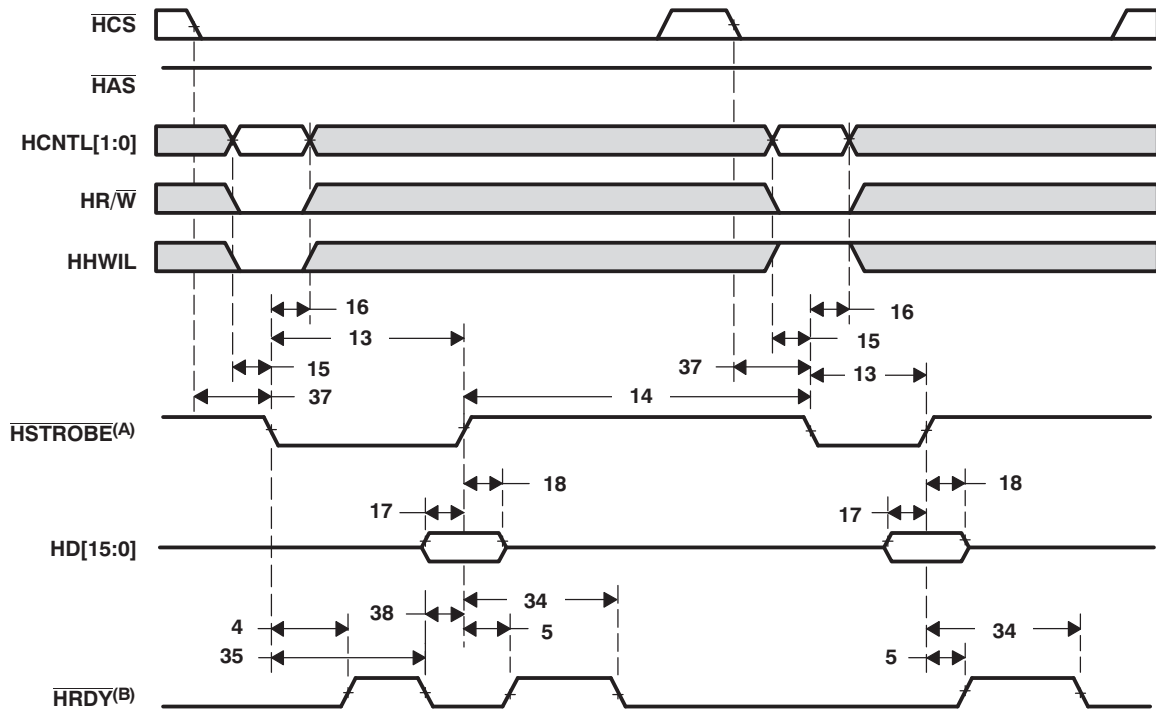 HCS
HAS
HCNTL[1:0]
HR/W
HHWIL
16
16
13
15
15
37
13
37
14
HSTROBE(A)
18
18
17
17
HD[15:0]
34
38
4
5
34
35
5
HRDY(B)